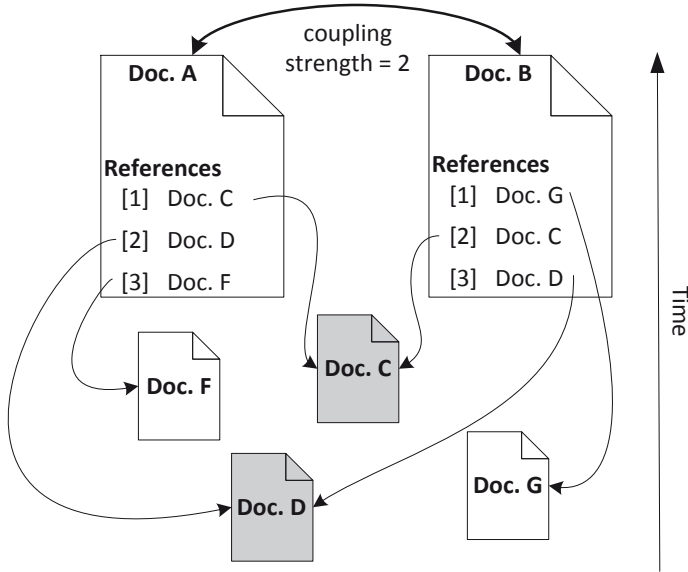 coupling
strength = 2
Doc. A
References
[1] Doc. C
[2] Doc. D
[3] Doc. F
Doc. B
References
[1] Doc. G
[2] Doc. C
[3] Doc. D
Time
Doc. F
Doc. C
Doc. D
Doc. G